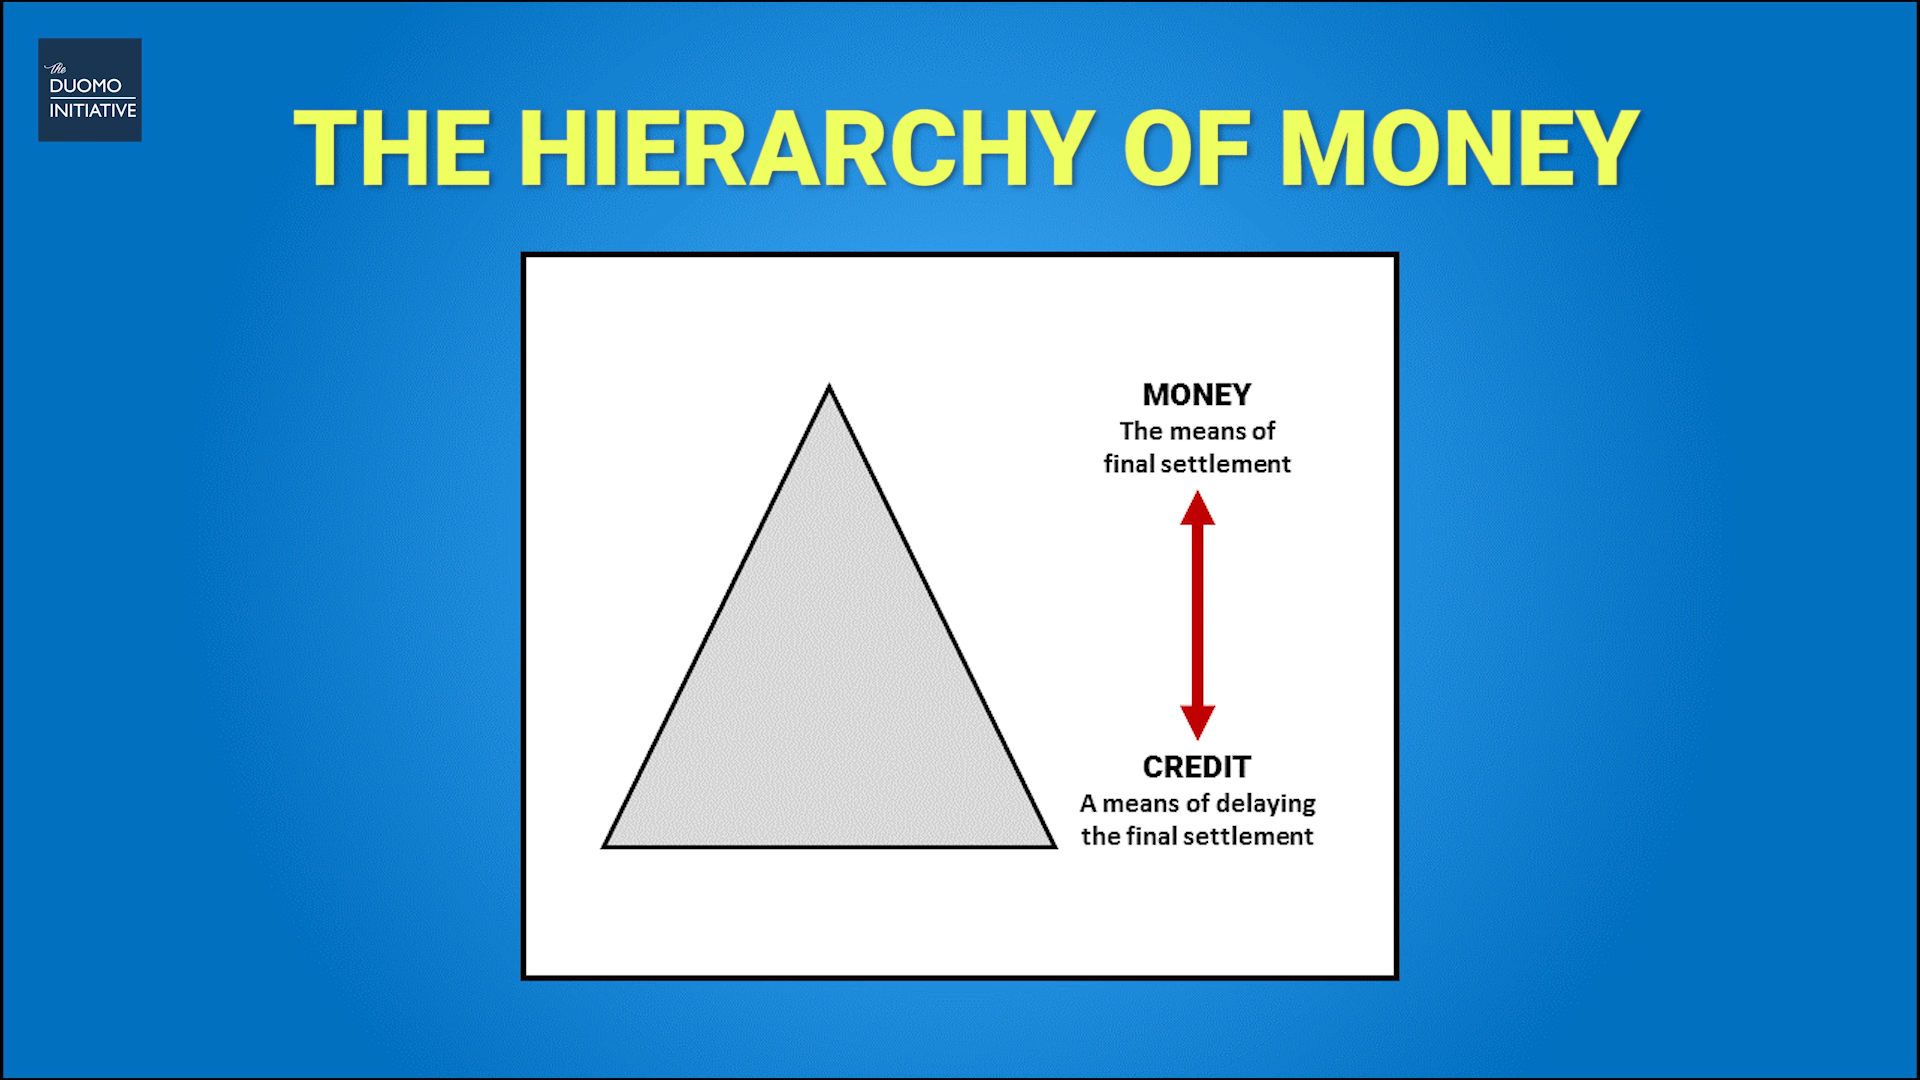 The
DUOMO
INITIATIVE
THE HIERARCHY OF MONEY
MONEY
The means of
final settlement
CREDIT
A means of delaying
the final settlement